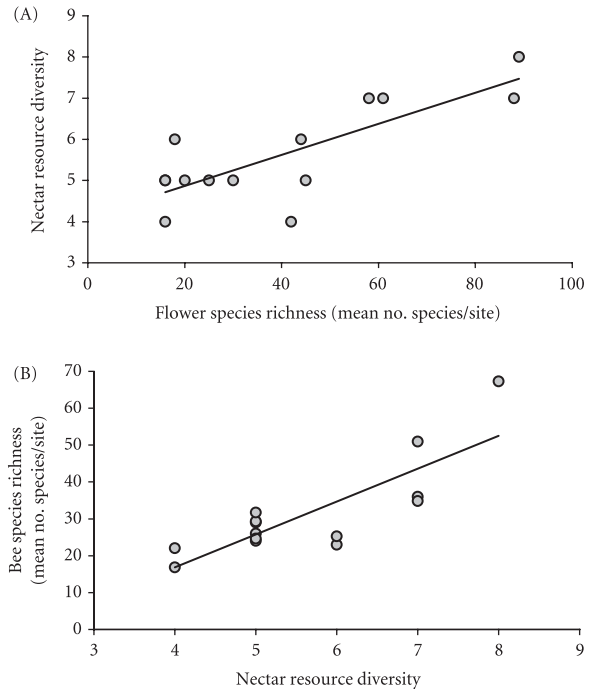 (A)
9
8
7
6
5
4
3
Nectar resource diversity
0 20 40 60 80 100
Flower species richness (mean no. species/site)
(B)
70
60
50
40
30
20
10
0
Bee species richness
(mean no. species/site)
3 4 5 6 7 8 9
Nectar resource diversity